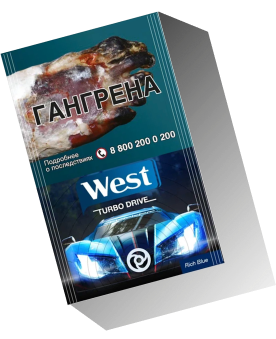 ГАНГРЕНА
Подробнее
о последствиях
8 800 200 0 200
West
TURBO DRIVE
Rich Blue